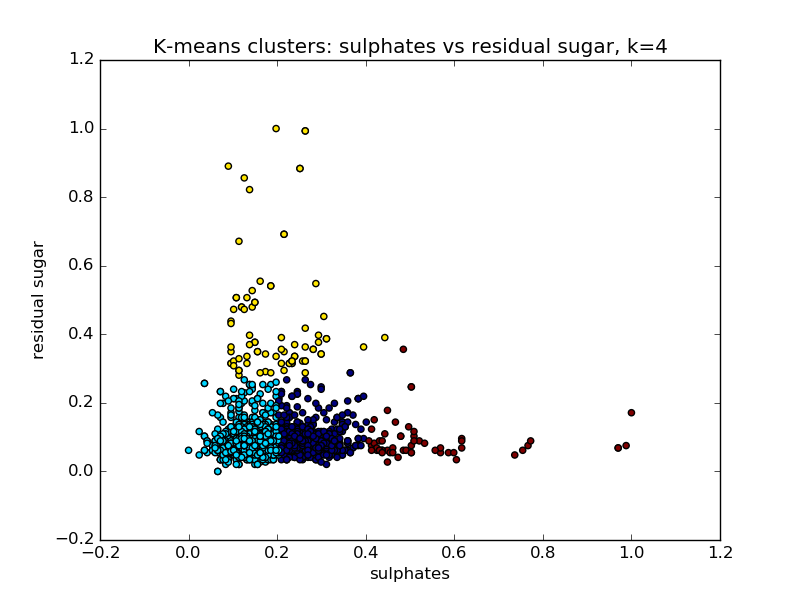 K-means clusters: sulphates vs residual sugar, k=4
1.2
1.0
0.8
0.6
0.4
0.2
0.0
−0.2
residual sugar
−0.2 0.0 0.2 0.4 0.6 0.8 1.0 1.2
sulphates